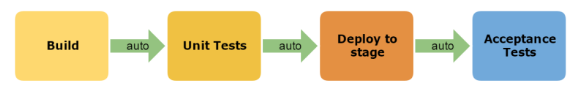 Build
auto
Unit Tests
auto
Deploy to
stage
auto
Acceptance
Tests